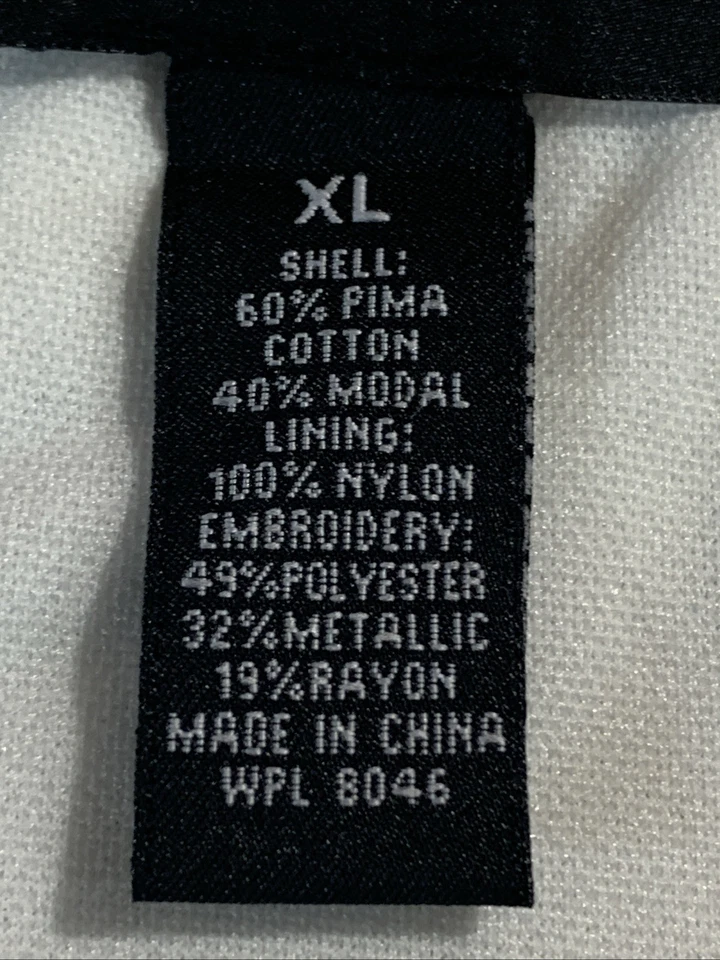 XL
SHELL:
60% PIMA
COTTON
40% MODAL
LINING:
100% NYLON
EMBROIDERY:
49%POLYESTER
32%METALLIC
19%RAYON
MADE IN CHINA
WPL 8046